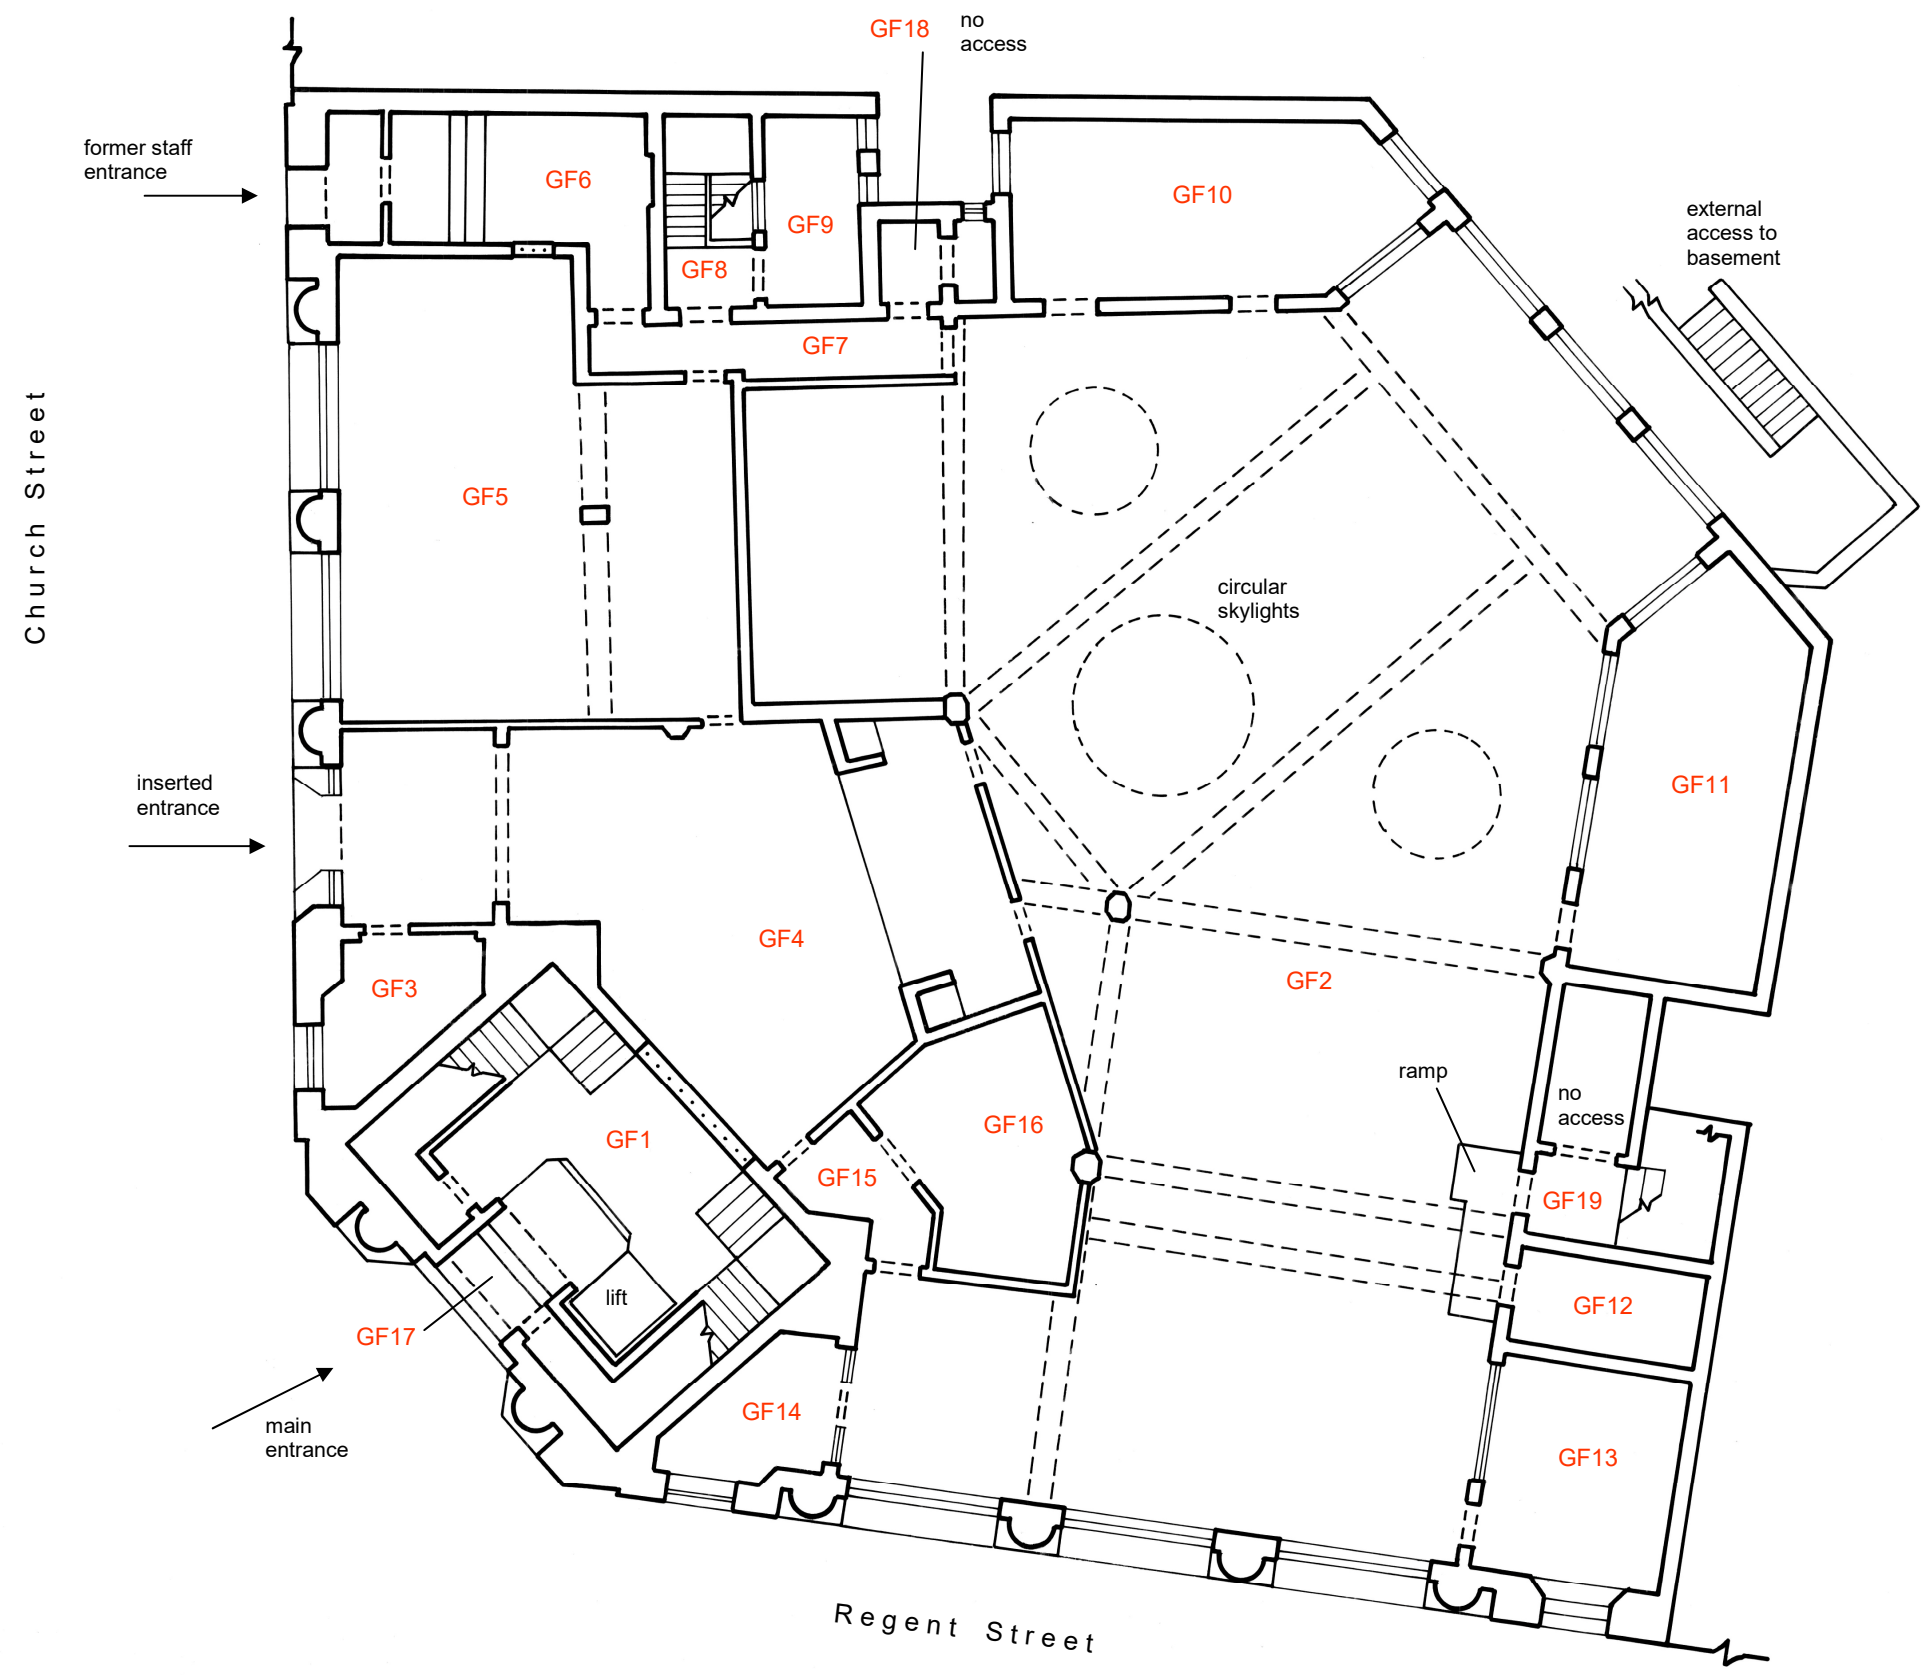 GF18
no
access
former staff
entrance
GF6
GF10
GF9
external
access to
basement
GF8
GF7
Church Street
GF5
circular
skylights
inserted
entrance
GF11
GF4
GF3
GF2
ramp
no
access
GF16
GF1
GF15
GF19
lift
GF12
GF17
main
entrance
GF14
GF13
Regent Street